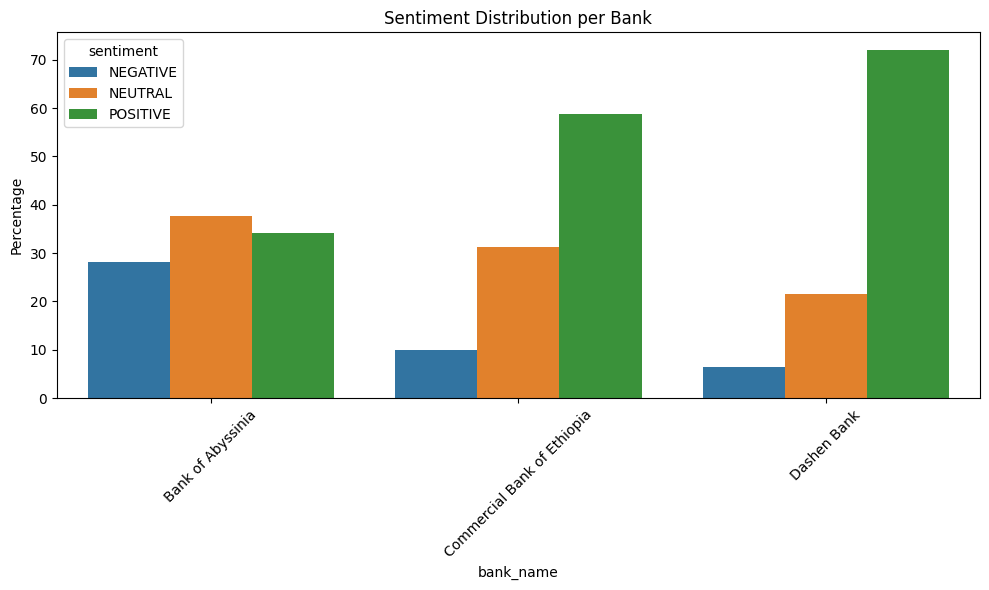 Sentiment Distribution per Bank
sentiment
NEGATIVE
NEUTRAL
POSITIVE
Percentage
70
60
50
40
30
20
10
0
Bank of Abyssinia
Commercial Bank of Ethiopia
Dashen Bank
bank_name